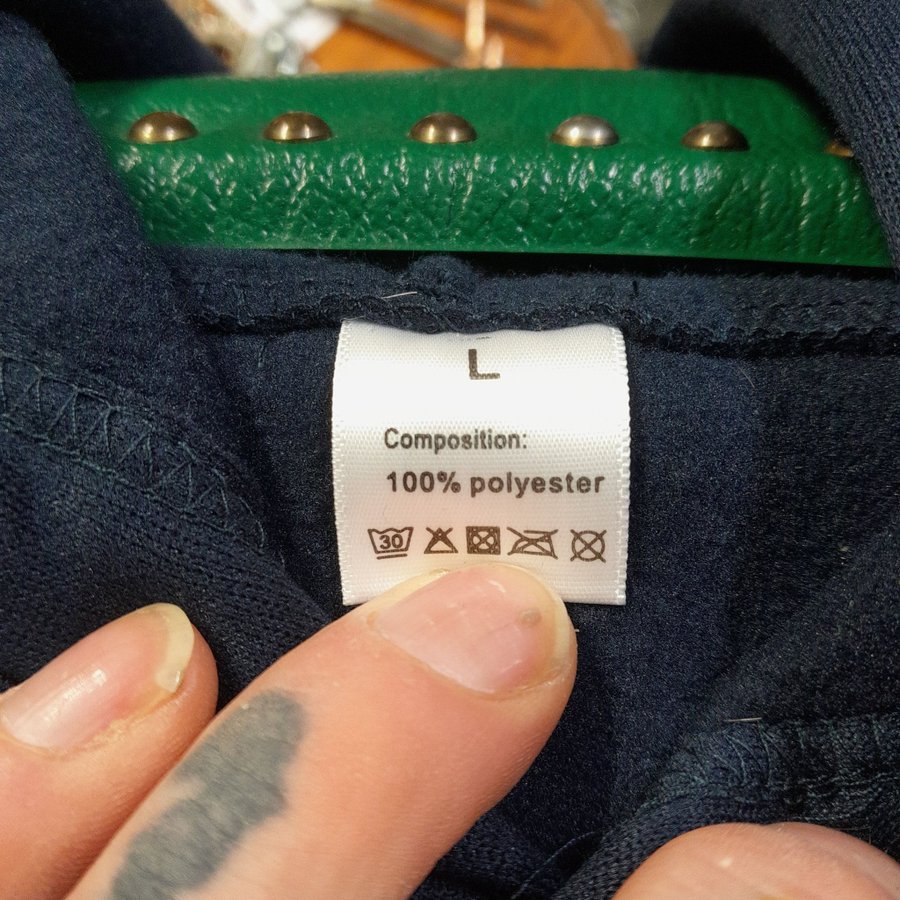 L
Composition:
100% polyester
30